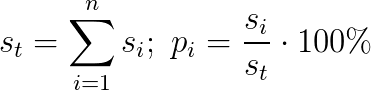 $s_t = \sum_{i=1}^{n} s_i;\ p_i = \frac{s_i}{s_t} \cdot 100\%$